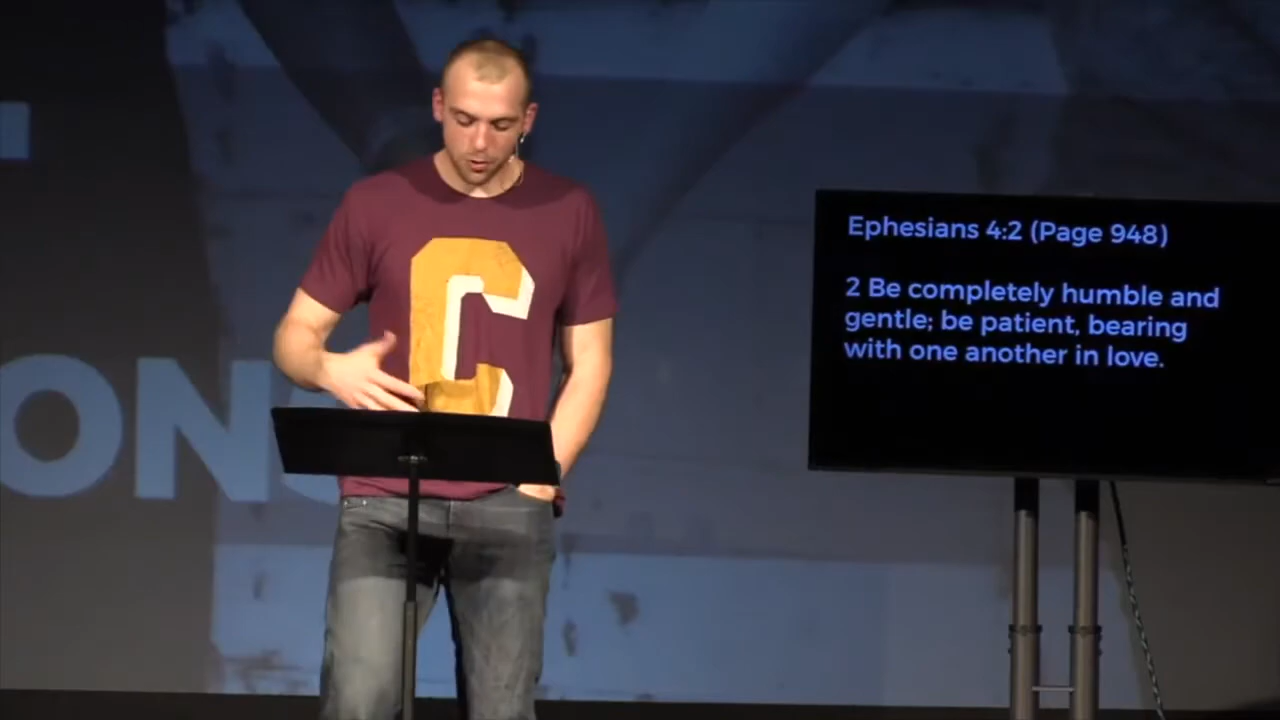 ON
C
Ephesians 4:2 (Page 948)
2 Be completely humble and
gentle; be patient, bearing
with one another in love.